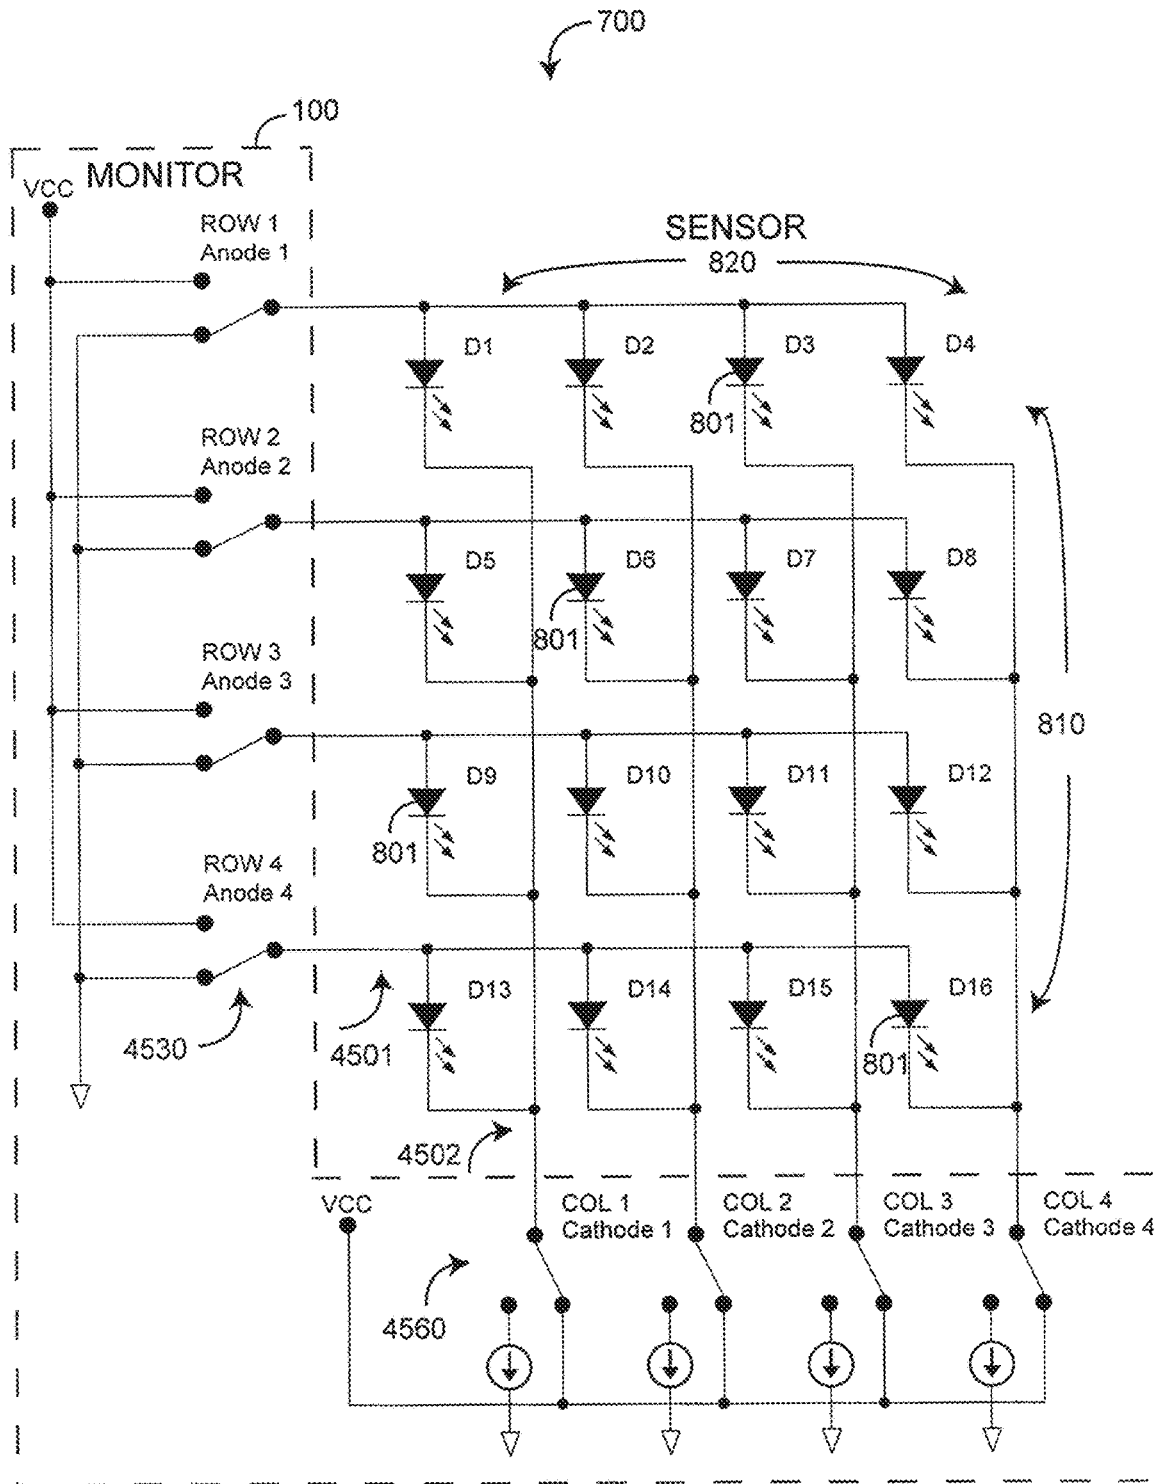 700
100
MONITOR
VCC
ROW 1
Anode 1
SENSOR
820
D1
D2
D3
D4
801
ROW 2
Anode 2
D5
D6
D7
D8
801
ROW 3
Anode 3
810
D9
D10
D11
D12
801
ROW 4
Anode 4
D13
D14
D15
D16
4530
4501
801
4502
VCC
COL 1
Cathode 1
COL 2
Cathode 2
COL 3
Cathode 3
COL 4
Cathode 4
4560